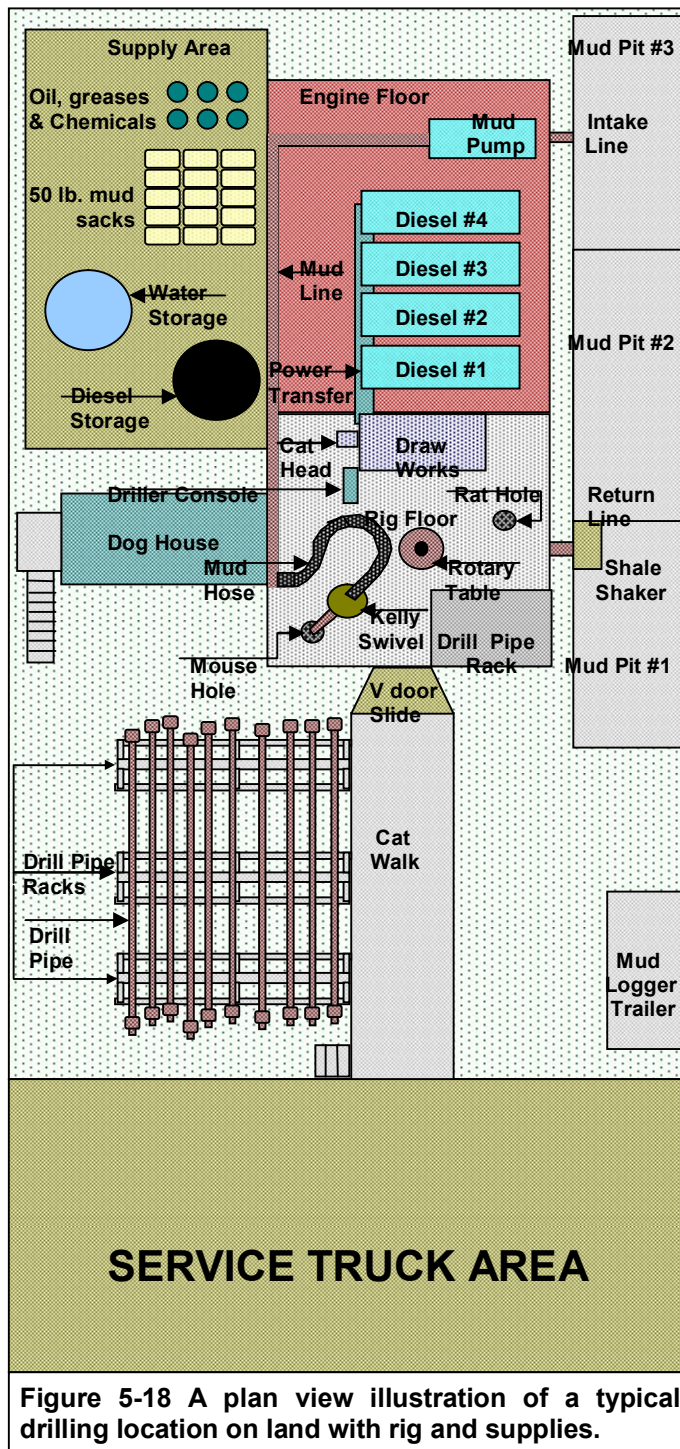 Supply Area
Oil, greases
& Chemicals
50 lb. mud
sacks
Water
Storage
Diesel
Storage
Engine Floor
Mud
Pump
Diesel #4
Diesel #3
Diesel #2
Diesel #1
Mud
Line
Power
Transfer
Mud Pit #3
Intake
Line
Mud Pit #2
Return
Line
Shale
Shaker
Mud Pit #1
Cat
Head
Draw
Works
Driller Console
Rat Hole
Rig Floor
Dog House
Mud
Hose
Rotary
Table
Kelly
Swivel
Drill Pipe
Rack
Mouse
Hole
V door
Slide
Cat
Walk
Drill Pipe
Racks
Drill
Pipe
Mud
Logger
Trailer
SERVICE TRUCK AREA
Figure 5-18 A plan view illustration of a typical
drilling location on land with rig and supplies.